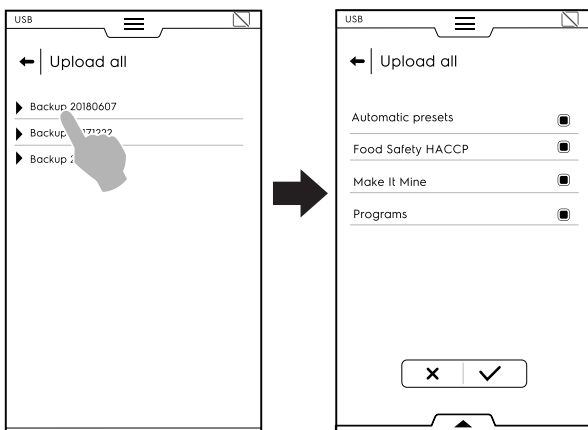 USB
Upload all
Backup 20180607
Backup
Backup
USB
Upload all
Automatic presets
Food Safety HACCP
Make It Mine
Programs